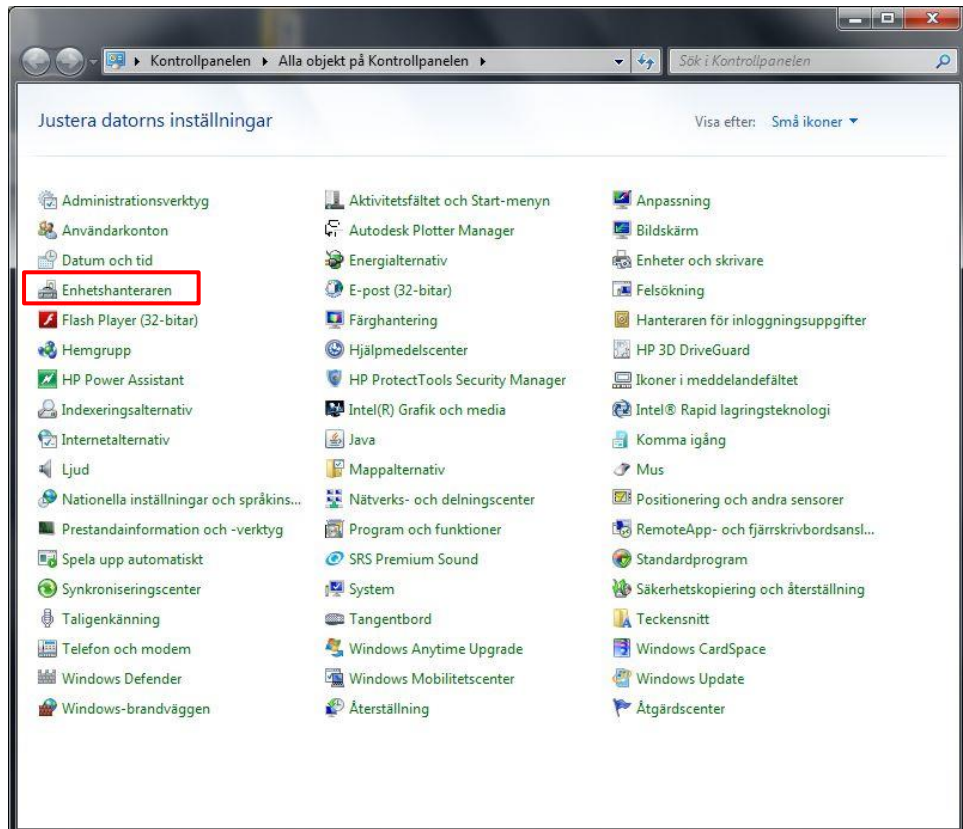 Kontrollpanelen ▸ Alla objekt på Kontrollpanelen ▸
Sök i Kontrollpanelen
Justera datorns inställningar
Visa efter: Små ikoner
Administrationsverktyg
Aktivitetsfältet och Start-menyn
Anpassning
Användarkonton
Autodesk Plotter Manager
Bildskärm
Datum och tid
Energialternativ
Enheter och skrivare
Enhetshanteraren
E-post (32-bitar)
Felsökning
Flash Player (32-bitar)
Färghantering
Hanteraren för inloggningsuppgifter
Hemgrupp
Hjälpmedelscenter
HP 3D DriveGuard
HP Power Assistant
HP ProtectTools Security Manager
Ikoner i meddelandefältet
Indexeringsalternativ
Intel(R) Grafik och media
Intel® Rapid lagringsteknologi
Internetalternativ
Java
Komma igång
Ljud
Mappalternativ
Mus
Nationella inställningar och språkins...
Nätverks- och delningscenter
Positionering och andra sensorer
Prestandainformation och -verktyg
Program och funktioner
RemoteApp- och fjärrskrivbordsansl...
Spela upp automatiskt
SRS Premium Sound
Standardprogram
Synkroniseringscenter
System
Säkerhetskopiering och återställning
Taligenkänning
Tangentbord
Teckensnitt
Telefon och modem
Windows Anytime Upgrade
Windows CardSpace
Windows Defender
Windows Mobilitetscenter
Windows Update
Windows-brandväggen
Återställning
Åtgärdscenter